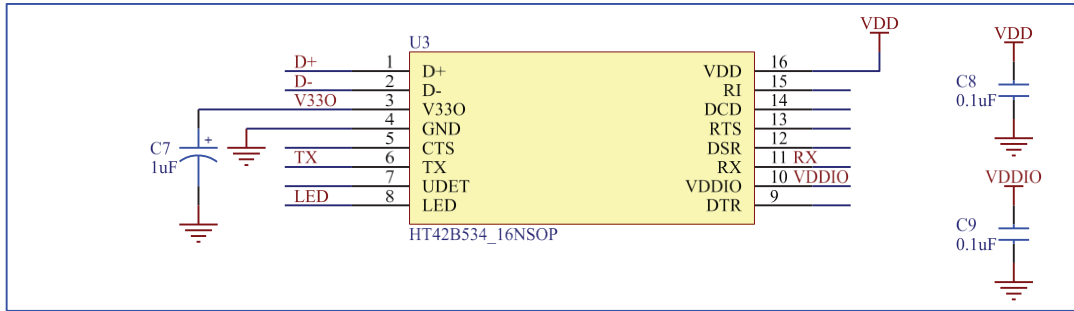 VDD
U3
D+ 1 D+ VDD 16
D- 2 D- RI 15
V33O 3 V33O DCD 14
4 GND RTS 13
5 CTS DSR 12
TX 6 TX RX 11 RX
7 UDET VDDIO 10 VDDIO
LED 8 LED DTR 9
HT42B534_16NSOP
C7
+
1uF
VDD
C8
0.1uF
VDDIO
C9
0.1uF